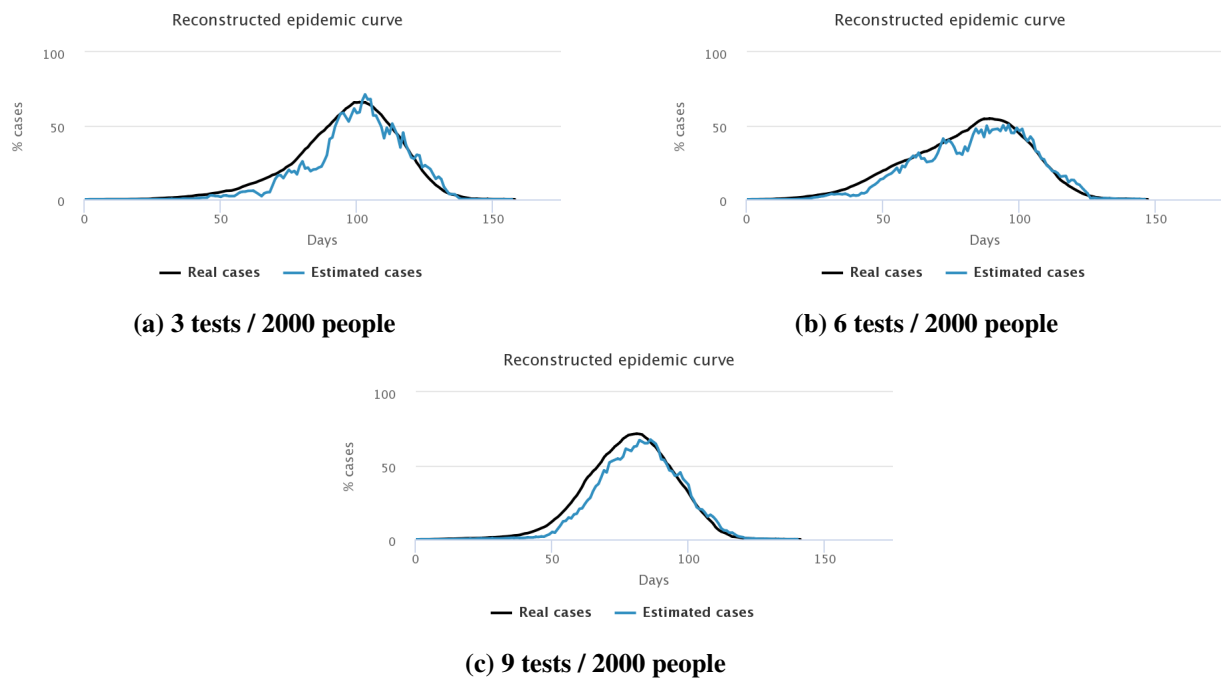 Reconstructed epidemic curve
100
50
0
% cases
0 50 100 150
Days
Real cases Estimated cases
(a) 3 tests / 2000 people
Reconstructed epidemic curve
100
50
0
% cases
0 50 100 150
Days
Real cases Estimated cases
(b) 6 tests / 2000 people
Reconstructed epidemic curve
100
50
0
% cases
0 50 100 150
Days
Real cases Estimated cases
(c) 9 tests / 2000 people